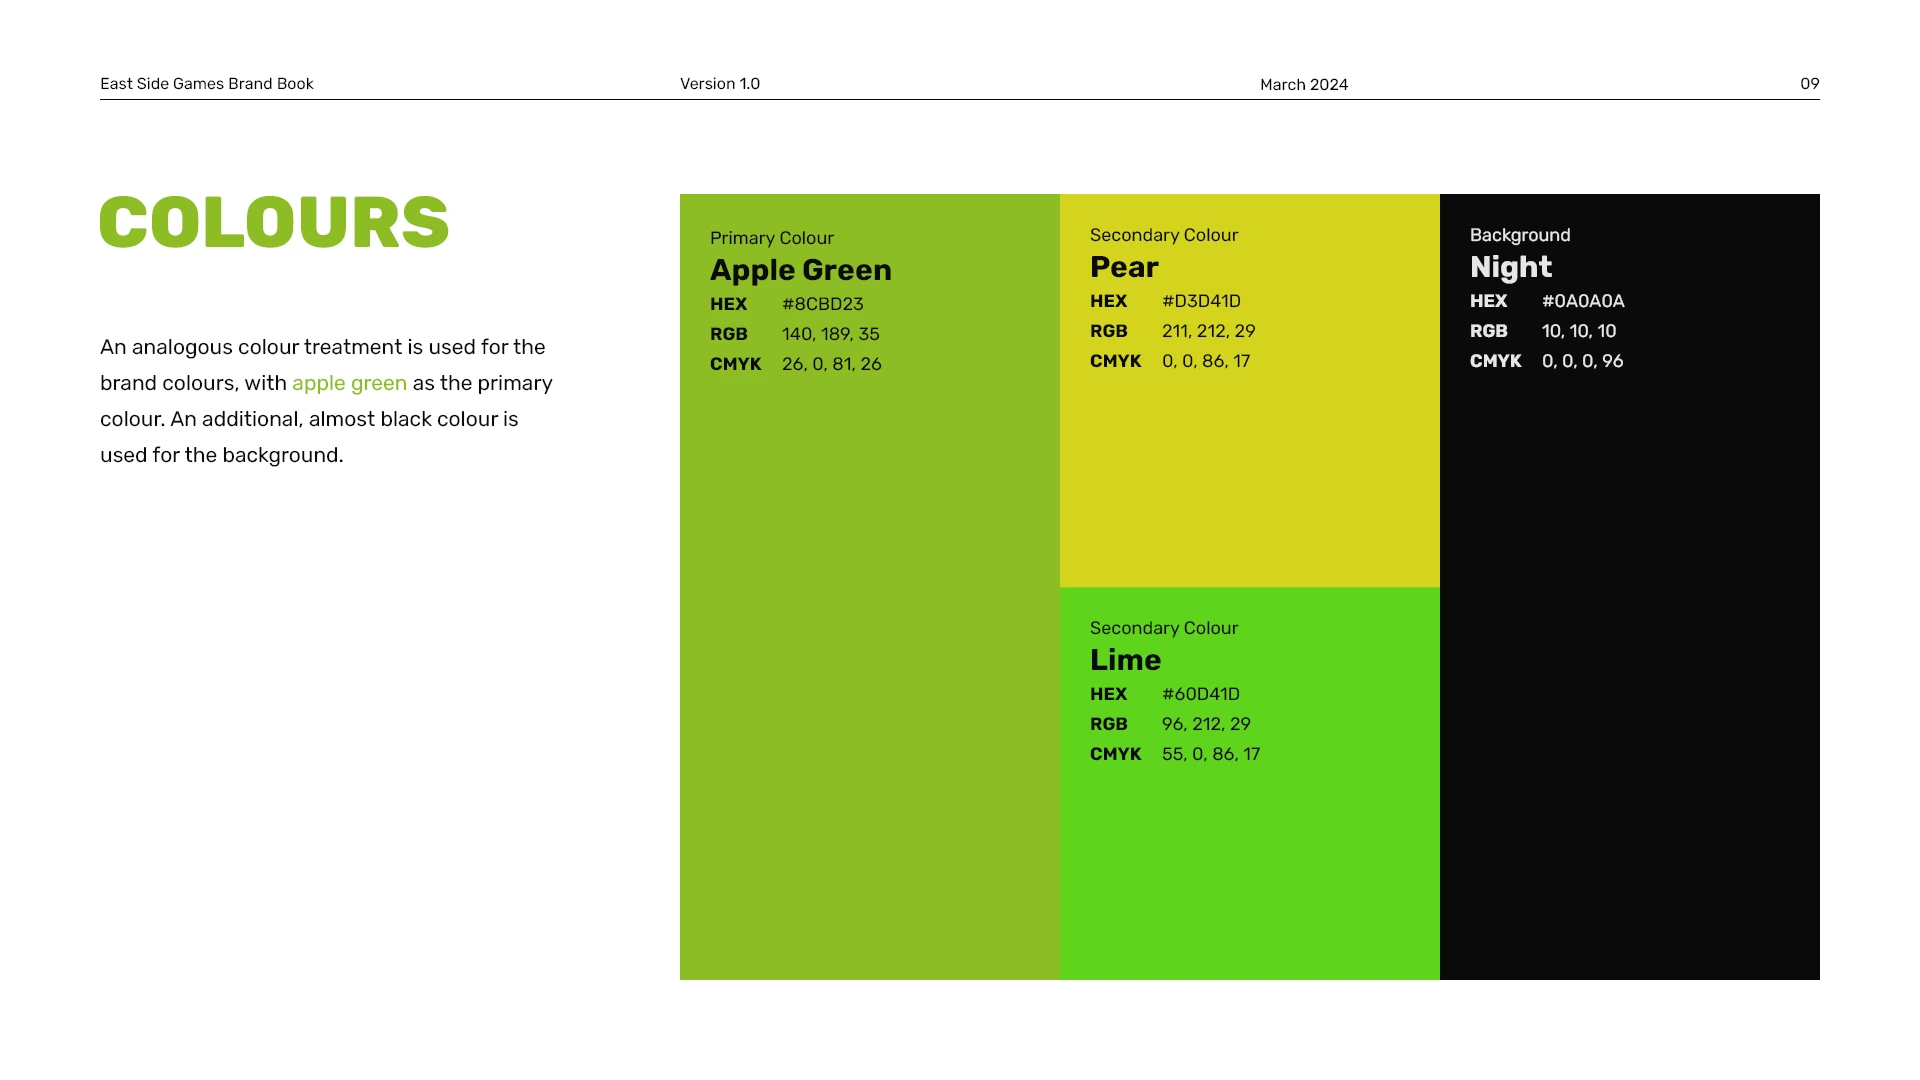 East Side Games Brand Book
Version 1.0
March 2024
09
COLOURS
An analogous colour treatment is used for the
brand colours, with apple green as the primary
colour. An additional, almost black colour is
used for the background.
Primary Colour
Apple Green
HEX #8CBD23
RGB 140, 189, 35
CMYK 26, 0, 81, 26
Secondary Colour
Pear
HEX #D3D41D
RGB 211, 212, 29
CMYK 0, 0, 86, 17
Secondary Colour
Lime
HEX #60D41D
RGB 96, 212, 29
CMYK 55, 0, 86, 17
Background
Night
HEX #0A0A0A
RGB 10, 10, 10
CMYK 0, 0, 0, 96